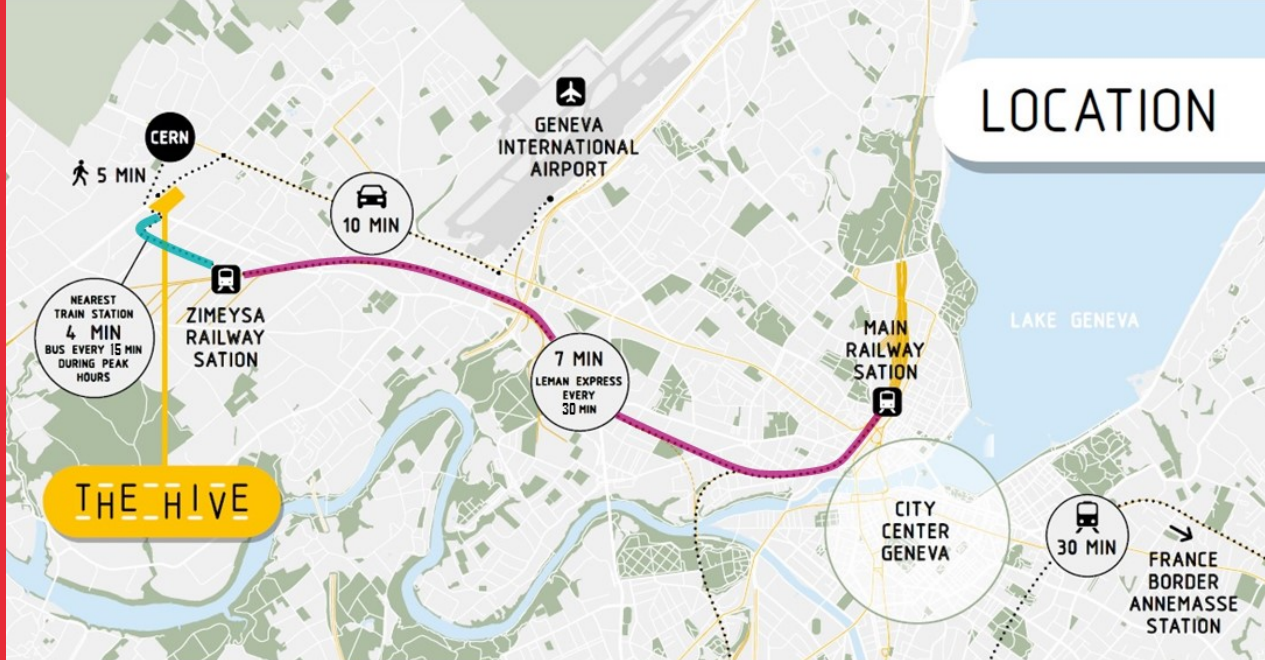 LOCATION
CERN
5 MIN
GENEVA
INTERNATIONAL
AIRPORT
10 MIN
NEAREST
TRAIN STATION
4 MIN
BUS EVERY 15 MIN
DURING PEAK
HOURS
ZIMEYSA
RAILWAY
SATION
7 MIN
LEMAN EXPRESS
EVERY
30 MIN
MAIN
RAILWAY
SATION
LAKE GENEVA
THE HIVE
CITY
CENTER
GENEVA
30 MIN
FRANCE
BORDER
ANNEMASSE
STATION